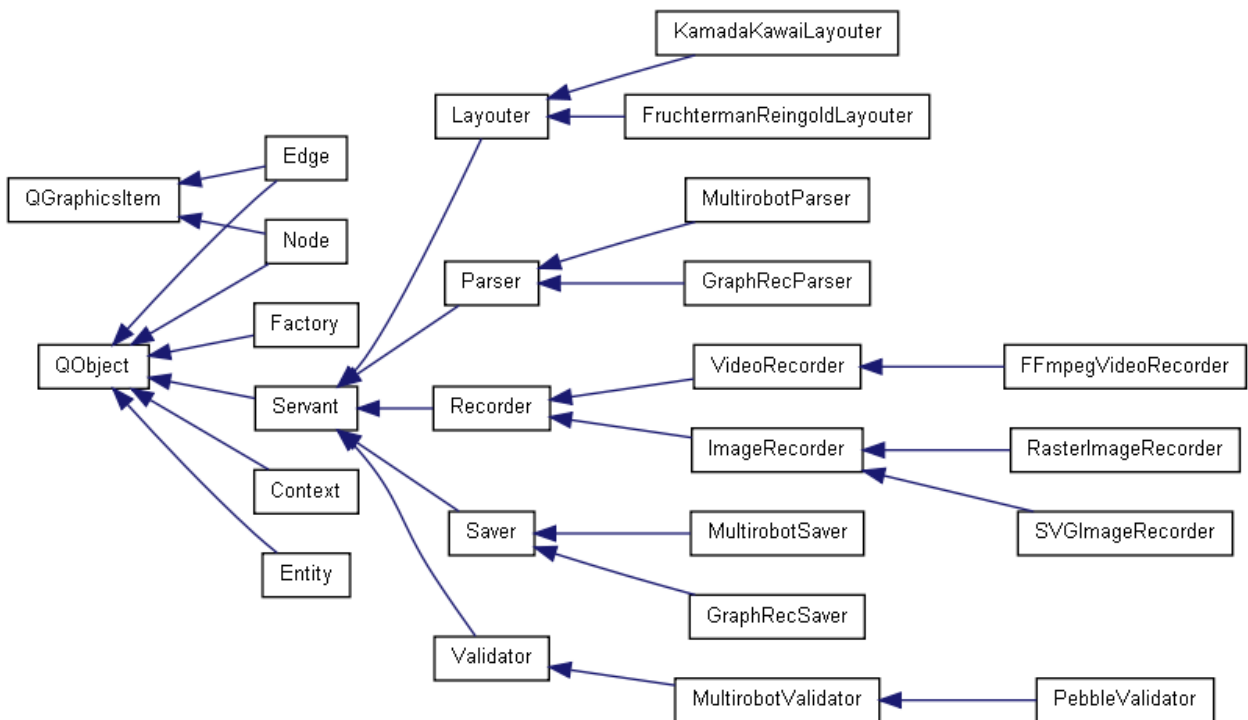 KamadaKawaiLayouter
Layouter
FruchtermanReingoldLayouter
Edge
QGraphicsItem
MultirobotParser
Node
Parser
GraphRecParser
Factory
QObject
VideoRecorder
FFmpegVideoRecorder
Servant
Recorder
ImageRecorder
RasterImageRecorder
Context
Saver
MultirobotSaver
SVGImageRecorder
Entity
GraphRecSaver
Validator
MultirobotValidator
PebbleValidator